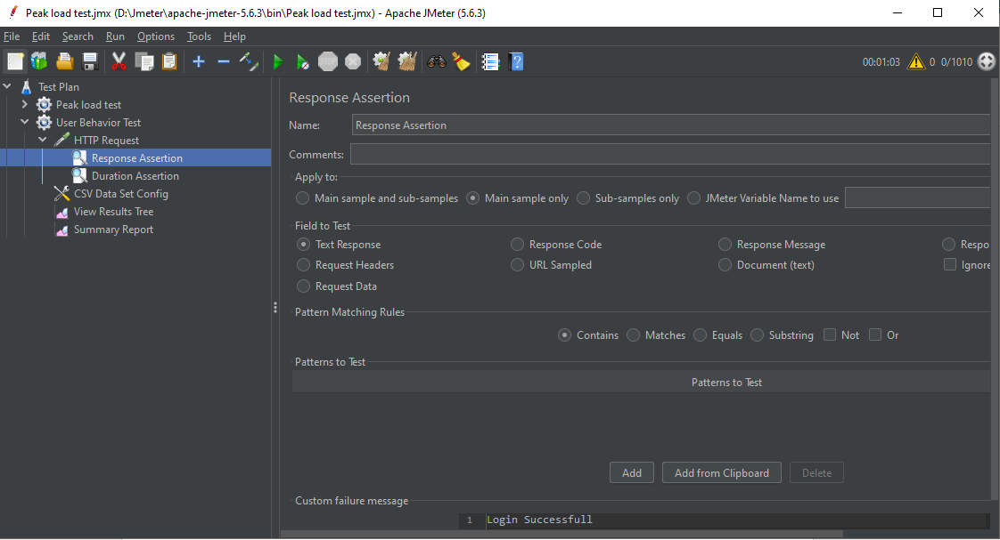 Peak load test.jmx (D:\Jmeter\apache-jmeter-5.6.3\bin\Peak load test.jmx) - Apache JMeter (5.6.3)
File Edit Search Run Options Tools Help
00:01:03 0 0/1010
Test Plan
Peak load test
User Behavior Test
HTTP Request
Response Assertion
Duration Assertion
CSV Data Set Config
View Results Tree
Summary Report
Response Assertion
Name: Response Assertion
Comments:
Apply to:
Main sample and sub-samples Main sample only Sub-samples only JMeter Variable Name to use
Field to Test
Text Response Response Code Response Message Respo
Request Headers URL Sampled Document (text) Ignore
Request Data
Pattern Matching Rules
Contains Matches Equals Substring Not Or
Patterns to Test
Patterns to Test
Add Add from Clipboard Delete
Custom failure message
1 Login Successfull